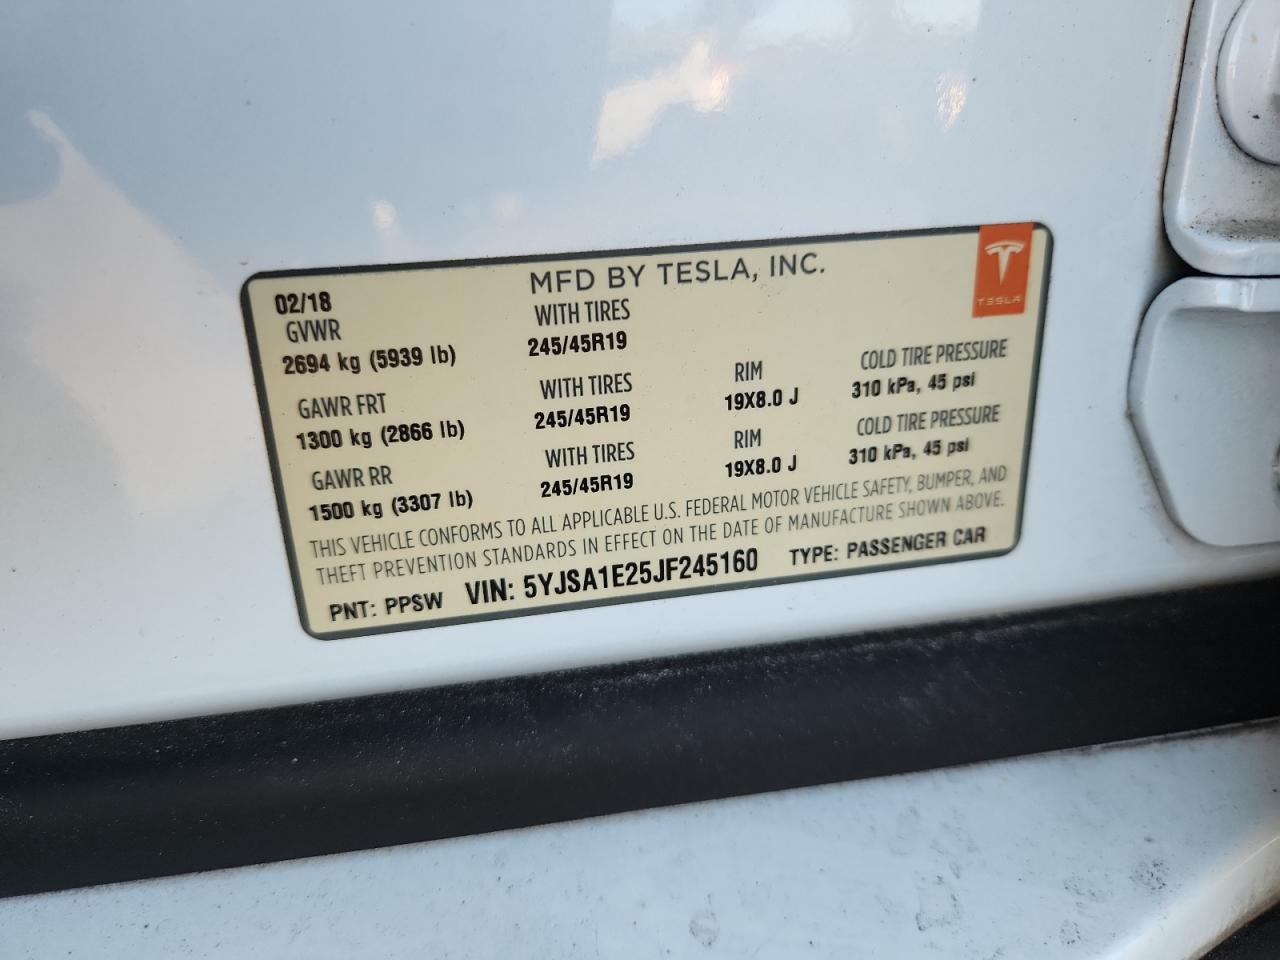 MFD BY TESLA, INC.
TESLA
02/18
GVWR WITH TIRES
2694 kg (5939 lb) 245/45R19
GAWR FRT WITH TIRES RIM COLD TIRE PRESSURE
1300 kg (2866 lb) 245/45R19 19X8.0 J 310 kPa, 45 psi
GAWR RR WITH TIRES RIM COLD TIRE PRESSURE
1500 kg (3307 lb) 245/45R19 19X8.0 J 310 kPa, 45 psi
THIS VEHICLE CONFORMS TO ALL APPLICABLE U.S. FEDERAL MOTOR VEHICLE SAFETY, BUMPER, AND
THEFT PREVENTION STANDARDS IN EFFECT ON THE DATE OF MANUFACTURE SHOWN ABOVE.
PNT: PPSW VIN: 5YJSA1E25JF245160 TYPE: PASSENGER CAR